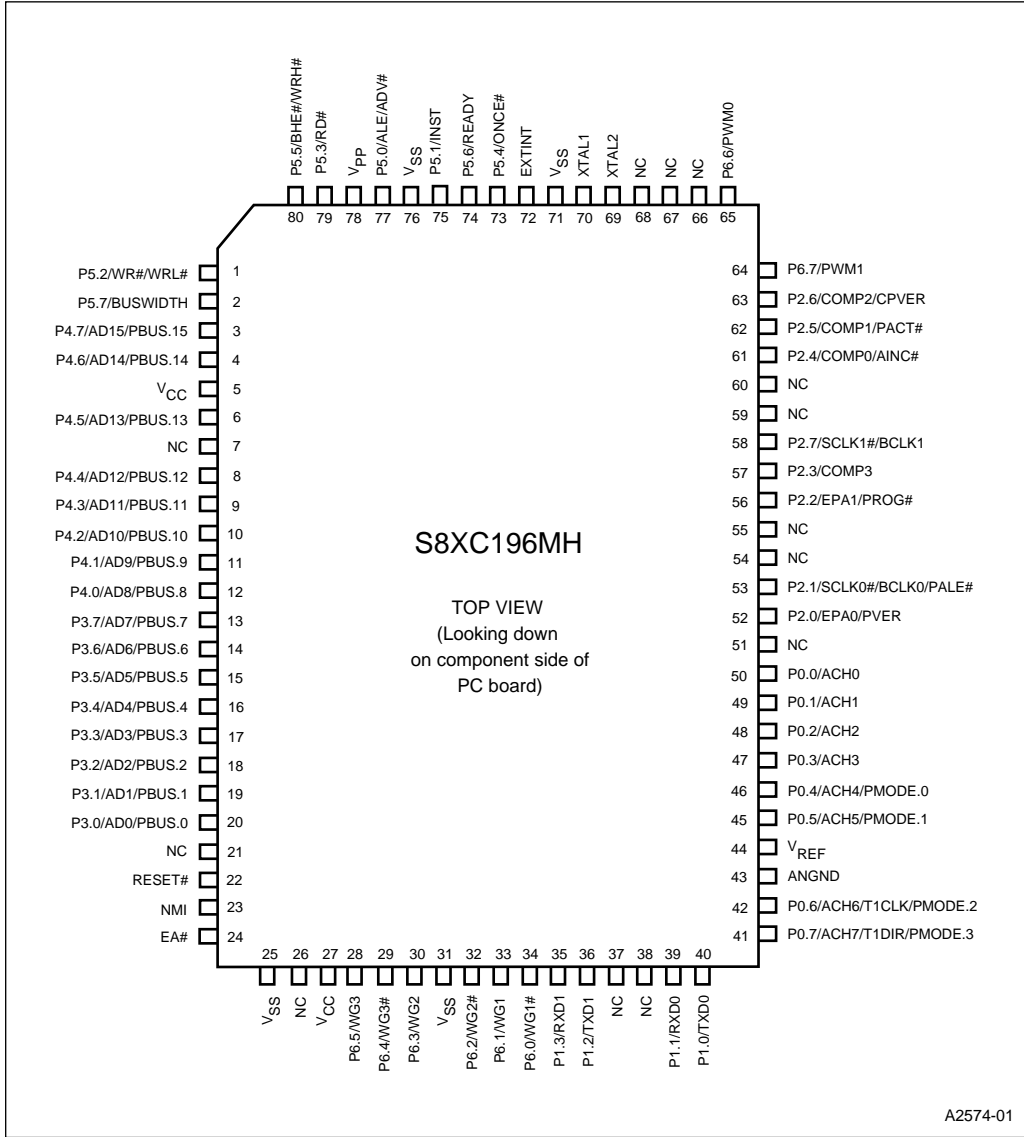 P5.5/BHE#/WRH#
P5.3/RD#
VPP
P5.0/ALE/ADV#
VSS
P5.1/INST
P5.6/READY
P5.4/ONCE#
EXTINT
VSS
XTAL1
XTAL2
NC
NC
NC
P6.6/PWM0
80 79 78 77 76 75 74 73 72 71 70 69 68 67 66 65
P5.2/WR#/WRL# 1
P5.7/BUSWIDTH 2
P4.7/AD15/PBUS.15 3
P4.6/AD14/PBUS.14 4
VCC 5
P4.5/AD13/PBUS.13 6
NC 7
P4.4/AD12/PBUS.12 8
P4.3/AD11/PBUS.11 9
P4.2/AD10/PBUS.10 10
P4.1/AD9/PBUS.9 11
P4.0/AD8/PBUS.8 12
P3.7/AD7/PBUS.7 13
P3.6/AD6/PBUS.6 14
P3.5/AD5/PBUS.5 15
P3.4/AD4/PBUS.4 16
P3.3/AD3/PBUS.3 17
P3.2/AD2/PBUS.2 18
P3.1/AD1/PBUS.1 19
P3.0/AD0/PBUS.0 20
NC 21
RESET# 22
NMI 23
EA# 24
S8XC196MH
TOP VIEW
(Looking down
on component side of
PC board)
64 P6.7/PWM1
63 P2.6/COMP2/CPVER
62 P2.5/COMP1/PACT#
61 P2.4/COMP0/AINC#
60 NC
59 NC
58 P2.7/SCLK1#/BCLK1
57 P2.3/COMP3
56 P2.2/EPA1/PROG#
55 NC
54 NC
53 P2.1/SCLK0#/BCLK0/PALE#
52 P2.0/EPA0/PVER
51 NC
50 P0.0/ACH0
49 P0.1/ACH1
48 P0.2/ACH2
47 P0.3/ACH3
46 P0.4/ACH4/PMODE.0
45 P0.5/ACH5/PMODE.1
44 VREF
43 ANGND
42 P0.6/ACH6/T1CLK/PMODE.2
41 P0.7/ACH7/T1DIR/PMODE.3
25 26 27 28 29 30 31 32 33 34 35 36 37 38 39 40
VSS
NC
VCC
P6.5/WG3
P6.4/WG3#
P6.3/WG2
VSS
P6.2/WG2#
P6.1/WG1
P6.0/WG1#
P1.3/RXD1
P1.2/TXD1
NC
NC
P1.1/RXD0
P1.0/TXD0
A2574-01